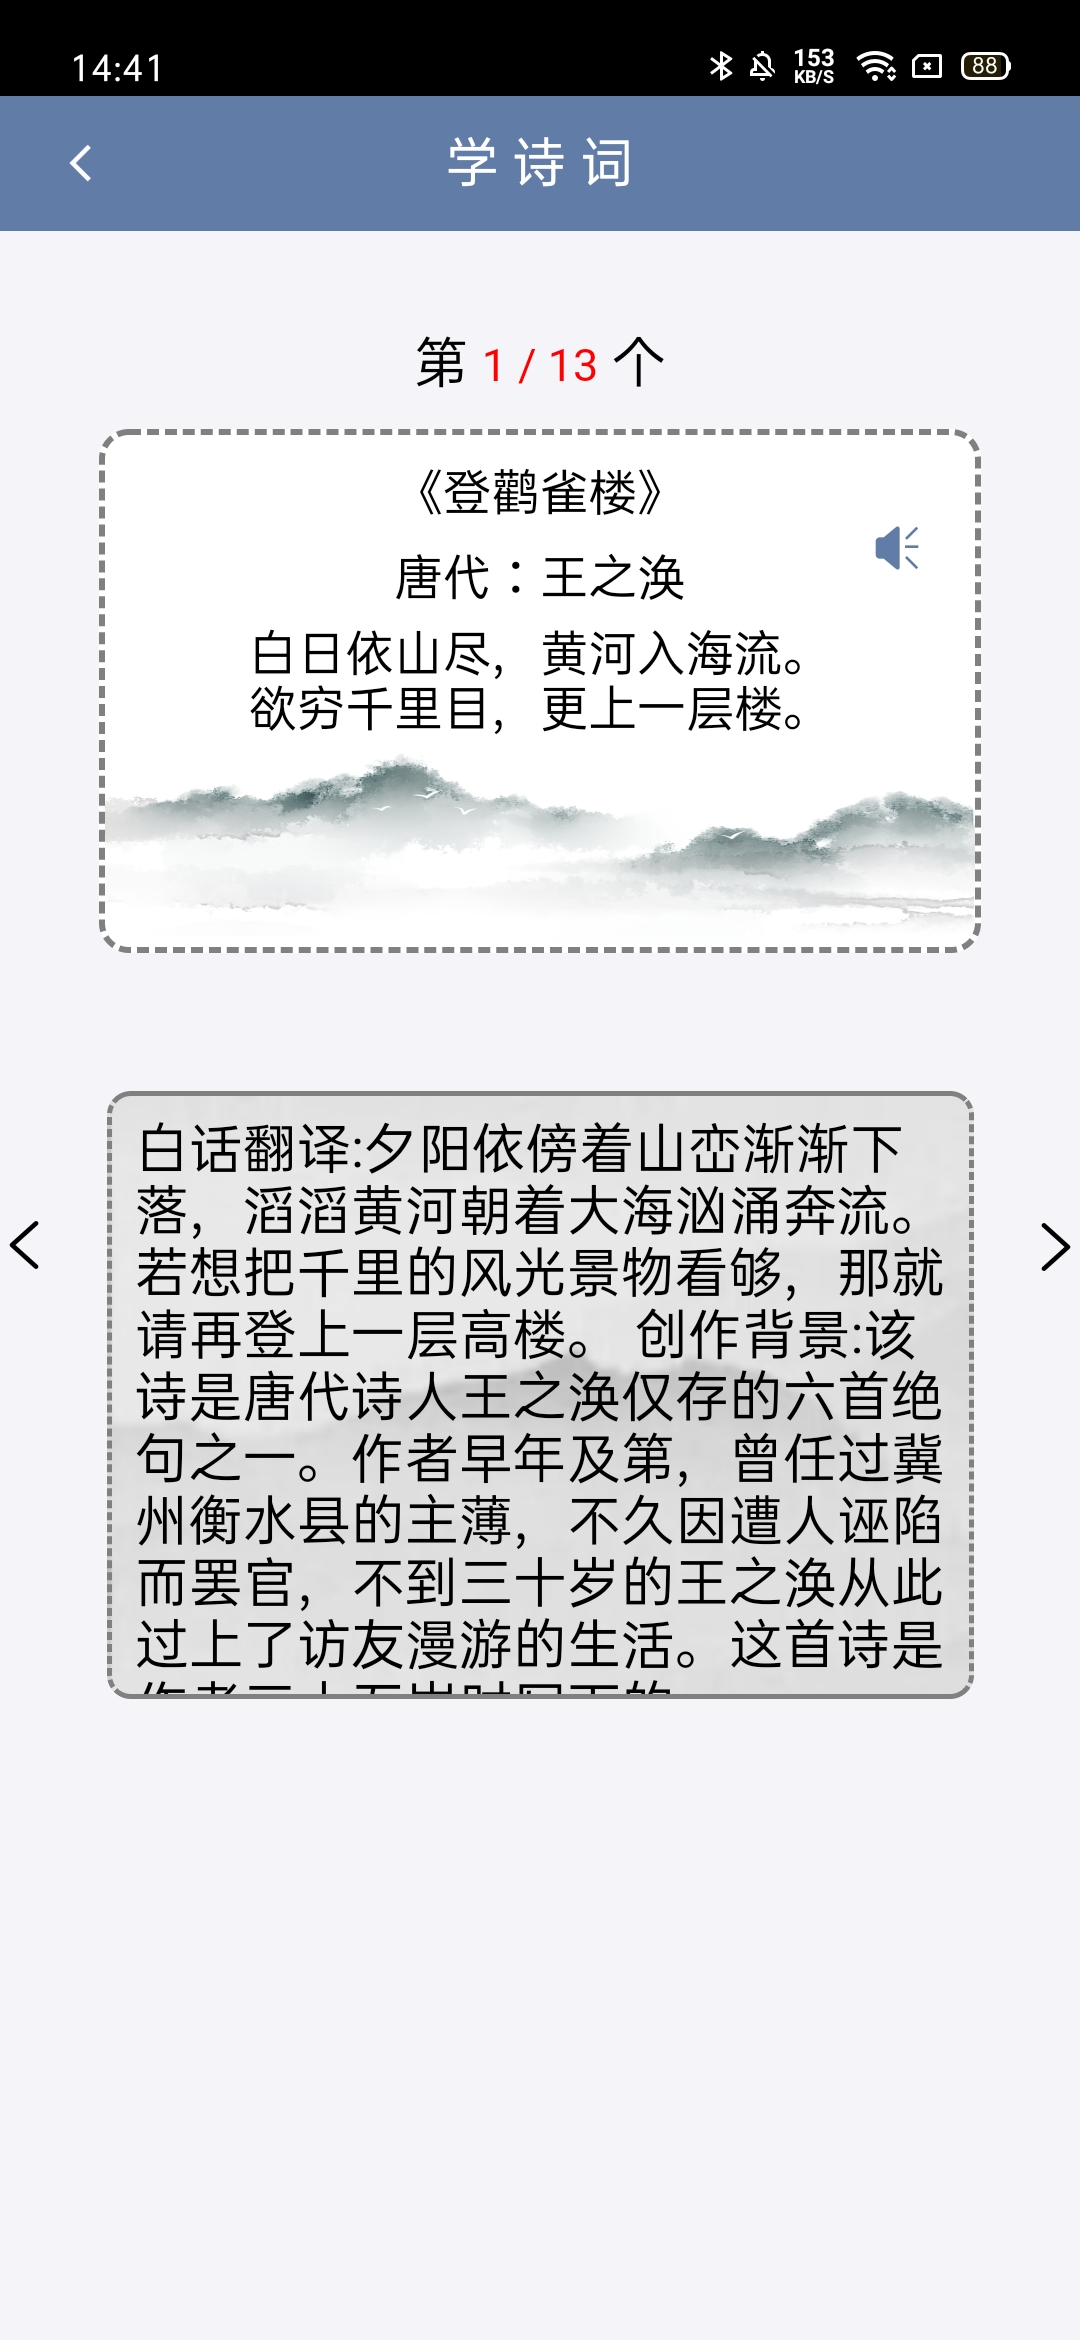 14:41
153
KB/S
88
学诗词
第 1 / 13 个
《登鹳雀楼》
唐代：王之涣
白日依山尽，黄河入海流。
欲穷千里目，更上一层楼。
白话翻译:夕阳依傍着山峦渐渐下
落，滔滔黄河朝着大海汹涌奔流。
若想把千里的风光景物看够，那就
请再登上一层高楼。 创作背景:该
诗是唐代诗人王之涣仅存的六首绝
句之一。作者早年及第，曾任过冀
州衡水县的主薄，不久因遭人诬陷
而罢官，不到三十岁的王之涣从此
过上了访友漫游的生活。这首诗是